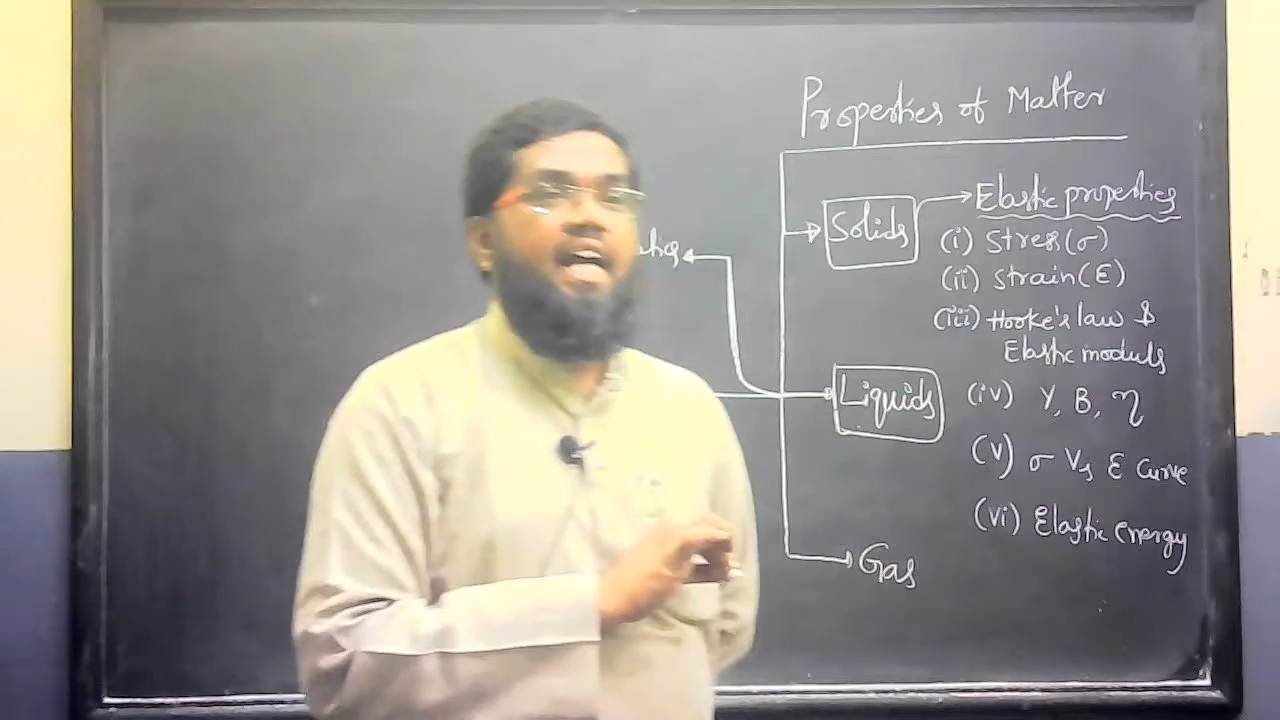 Properties of Matter
Solids
Elastic properties
(i) Stress(σ)
(ii) Strain(ε)
(iii) Hooke's law &
Elastic moduls
Liquids
(iv) Y, B, η
(v) σ Vs ε Curve
(vi) Elastic energy
Gas